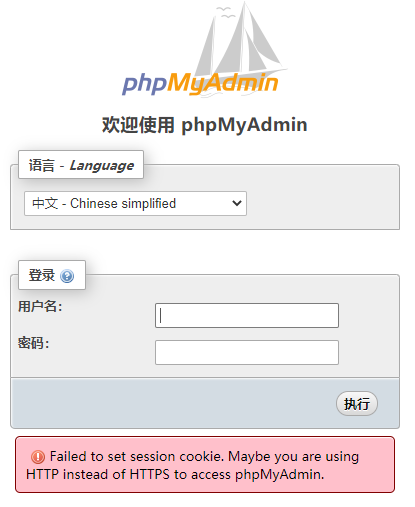 phpMyAdmin
欢迎使用 phpMyAdmin
语言 - Language
中文 - Chinese simplified
登录
用户名:
密码:
执行
Failed to set session cookie. Maybe you are using
HTTP instead of HTTPS to access phpMyAdmin.